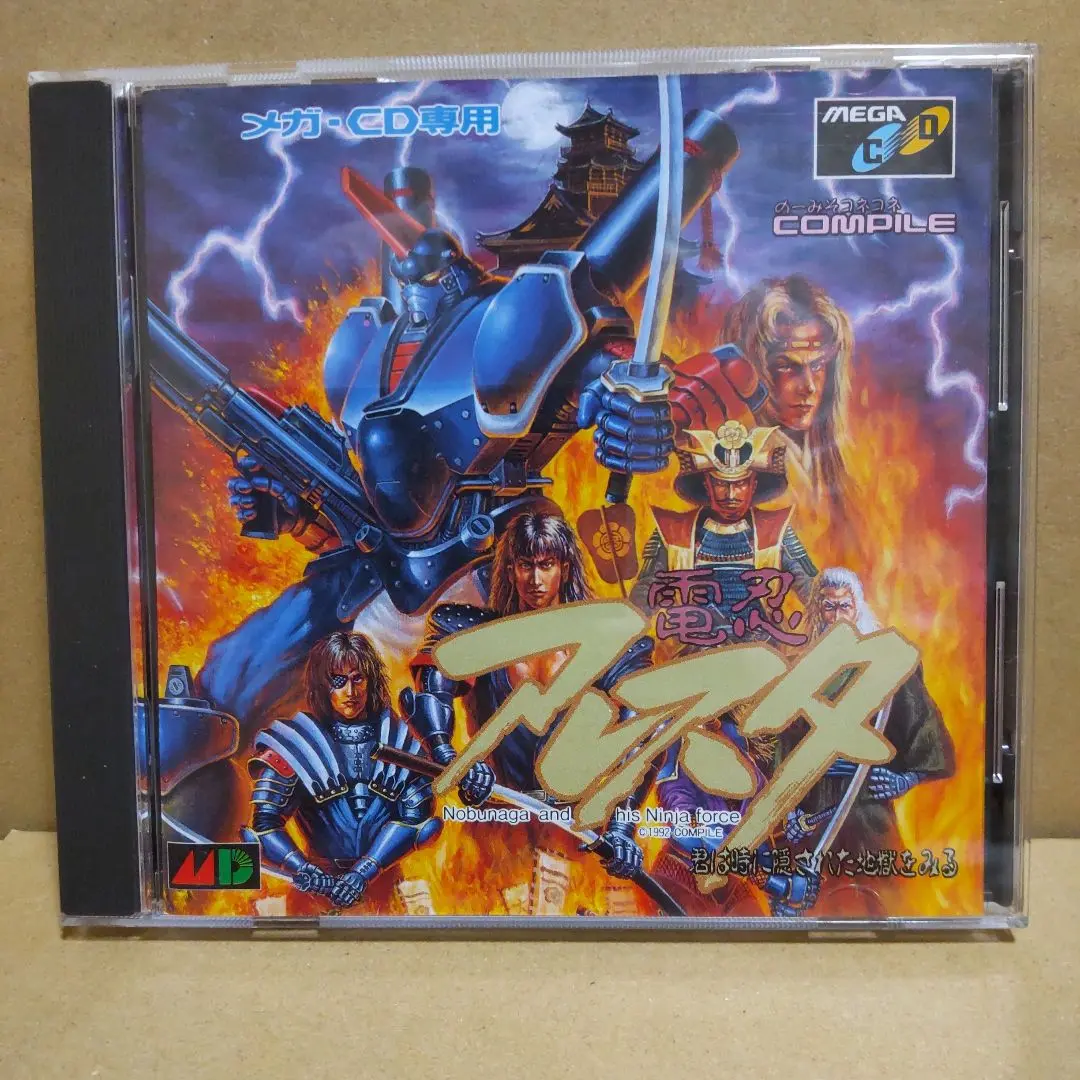 メガ・CD専用
MEGA
CD
のーみそコネコネ
COMPILE
電忍
アレスタ
Nobunaga and his Ninja force
©1992 COMPILE
君は時に隠された地獄をみる
MD